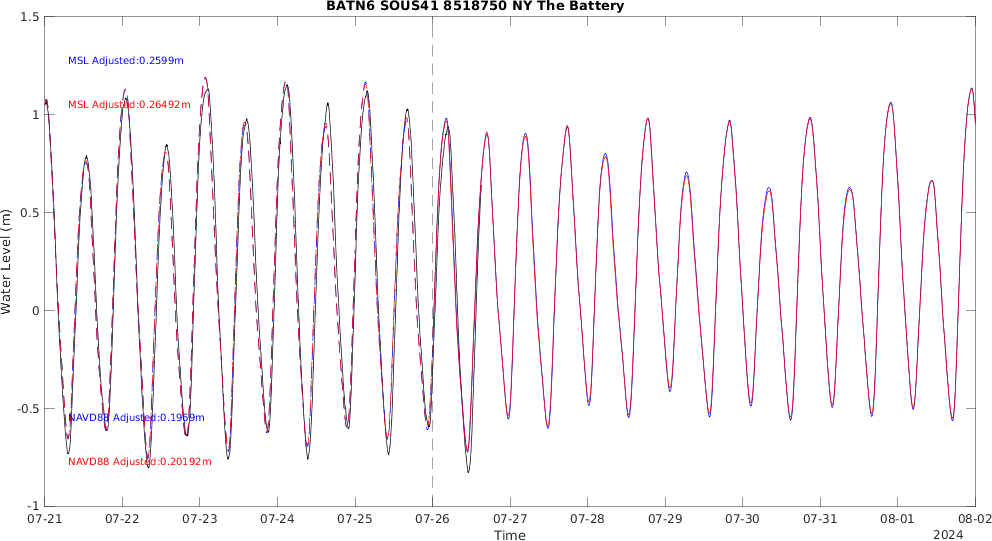 BATN6 SOUS41 8518750 NY The Battery
1.5
MSL Adjusted:0.2599m
MSL Adjusted:0.26492m
1
0.5
Water Level (m)
0
-0.5
NAVD88 Adjusted:0.1969m
NAVD88 Adjusted:0.20192m
-1
07-21 07-22 07-23 07-24 07-25 07-26 07-27 07-28 07-29 07-30 07-31 08-01 08-02
Time
2024